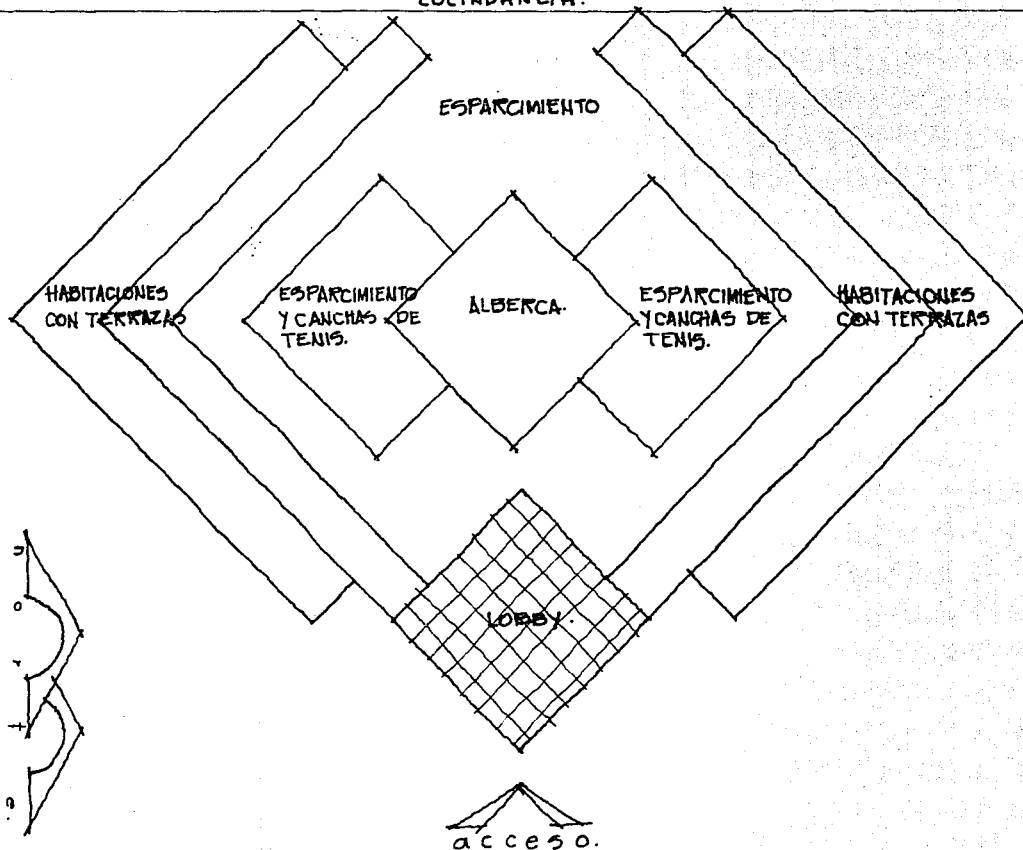 COLINDANCIA.
ESPARCIMIENTO
HABITACIONES
CON TERRAZAS
ESPARCIMIENTO
Y CANCHAS DE
TENIS.
ALBERCA.
ESPARCIMIENTO
Y CANCHAS DE
TENIS.
HABITACIONES
CON TERRAZAS
LOBBY.
acceso.